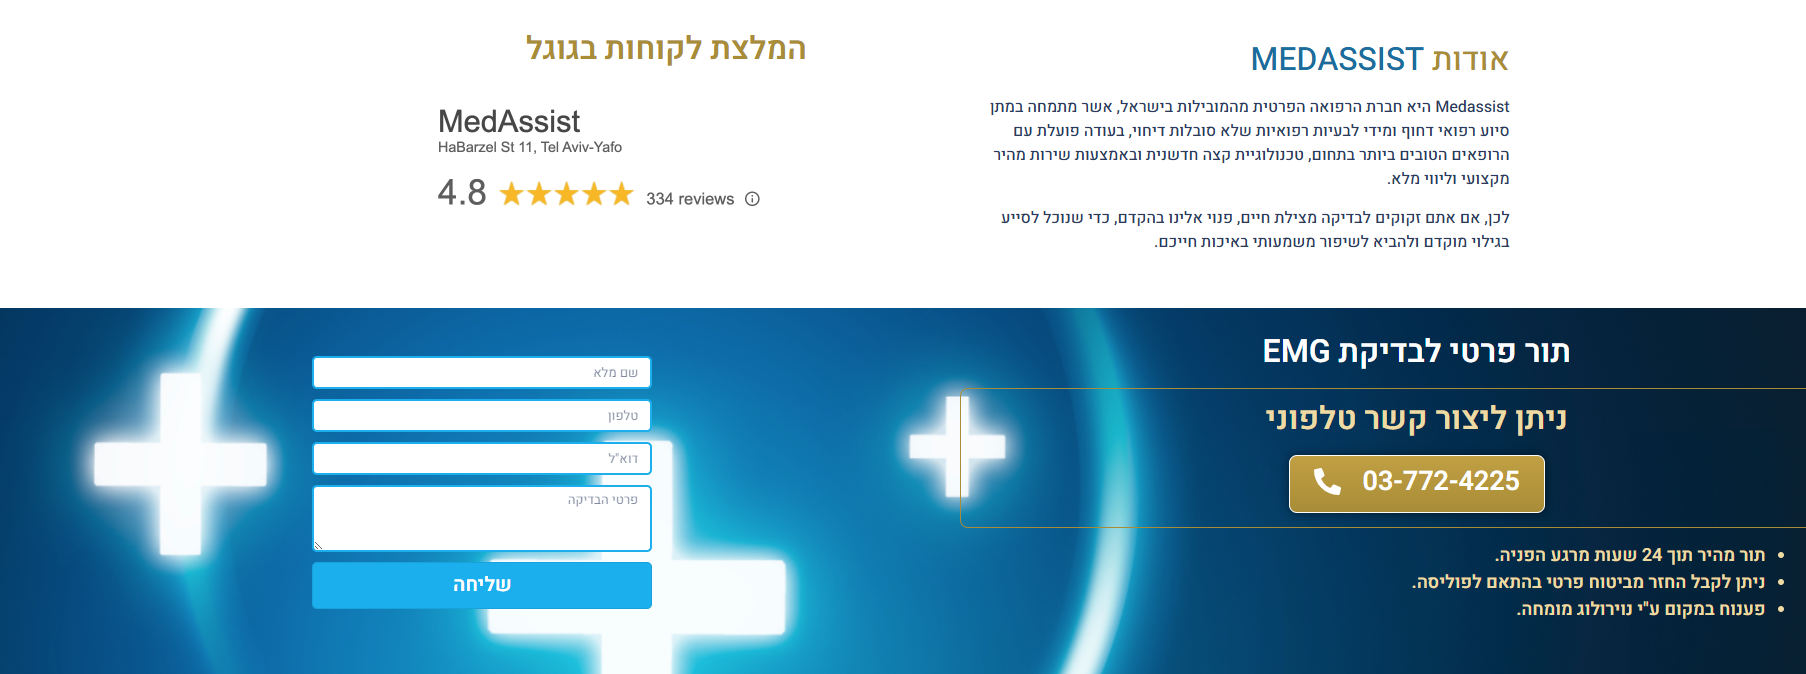 אודות MEDASSIST
Medassist היא חברת הרפואה הפרטית מהמובילות בישראל, אשר מתמחה במתן
סיוע רפואי דחוף ומידי לבעיות רפואיות שלא סובלות דיחוי, בעודה פועלת עם
הרופאים הטובים ביותר בתחום, טכנולוגיית קצה חדשנית ובאמצעות שירות מהיר
מקצועי וליווי מלא.
לכן, אם אתם זקוקים לבדיקה מצילת חיים, פנוי אלינו בהקדם, כדי שנוכל לסייע
בגילוי מוקדם ולהביא לשיפור משמעותי באיכות חייכם.
המלצת לקוחות בגוגל
MedAssist
HaBarzel St 11, Tel Aviv-Yafo
4.8 334 reviews
תור פרטי לבדיקת EMG
ניתן ליצור קשר טלפוני
03-772-4225
תור מהיר תוך 24 שעות מרגע הפניה.
ניתן לקבל החזר מביטוח פרטי בהתאם לפוליסה.
פענוח במקום ע"י נוירולוג מומחה.
שם מלא
טלפון
דוא"ל
פרטי הבדיקה
שליחה